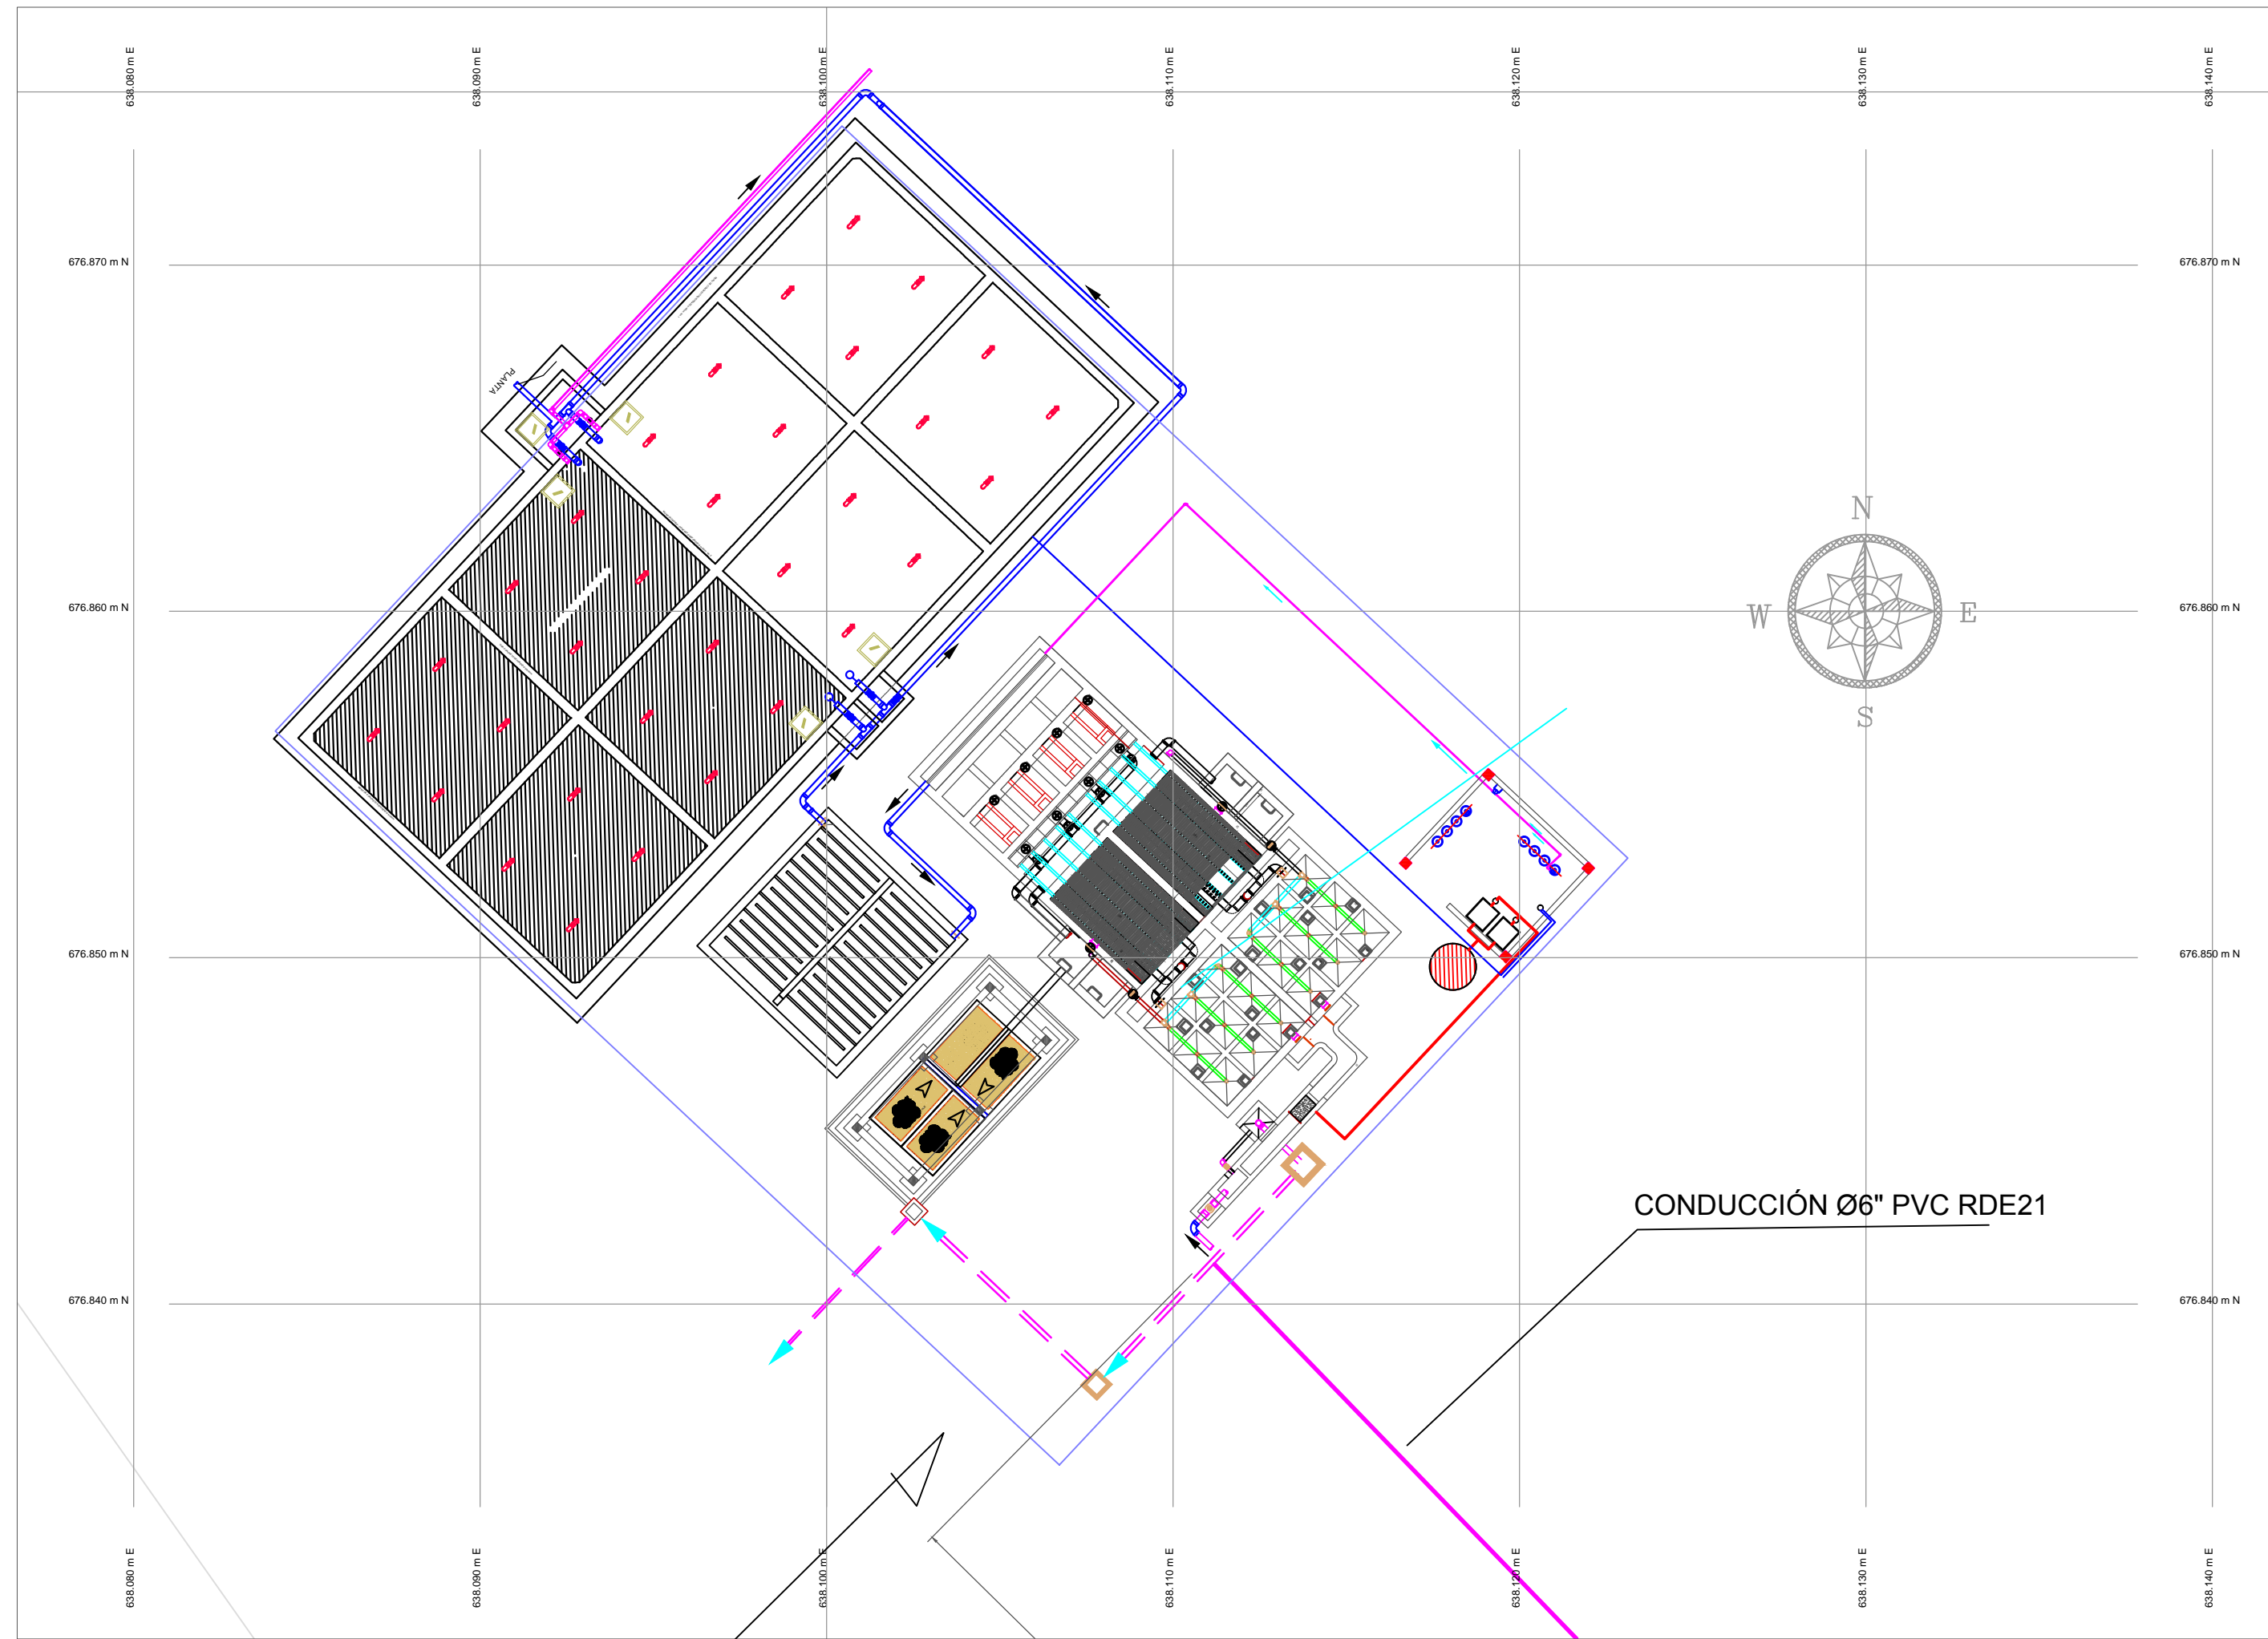 638.080 m E
638.090 m E
638.100 m E
638.110 m E
638.120 m E
638.130 m E
638.140 m E
676.870 m N
676.870 m N
PLANTA
N
676.860 m N
W
E
676.860 m N
S
676.850 m N
676.850 m N
CONDUCCIÓN Ø6" PVC RDE21
676.840 m N
676.840 m N
638.080 m E
638.090 m E
638.100 m E
638.110 m E
638.120 m E
638.130 m E
638.140 m E